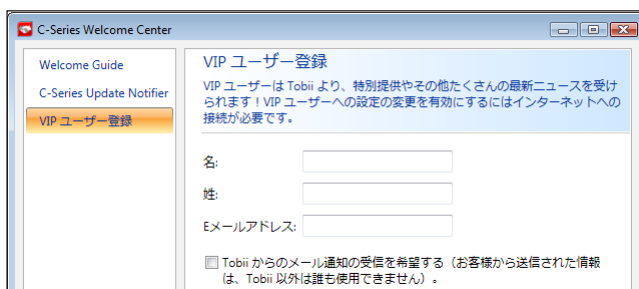 C-Series Welcome Center
Welcome Guide
C-Series Update Notifier
VIP ユーザー登録
VIP ユーザー登録
VIP ユーザーは Tobii より、特別提供やその他たくさんの最新ニュースを受け
られます！VIP ユーザーへの設定の変更を有効にするにはインターネットへの
接続が必要です。
名:
姓:
Eメールアドレス:
Tobii からのメール通知の受信を希望する（お客様から送信された情報
は、Tobii 以外は誰も使用できません）。